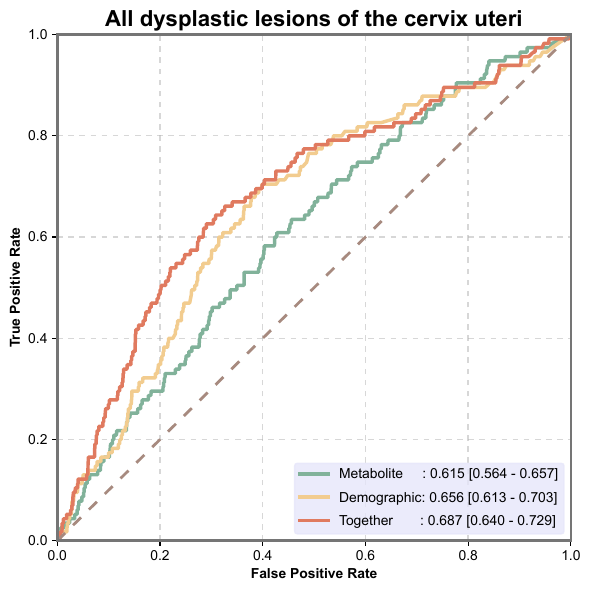 All dysplastic lesions of the cervix uteri
True Positive Rate
1.0
0.8
0.6
0.4
0.2
0.0
0.0 0.2 0.4 0.6 0.8 1.0
False Positive Rate
Metabolite : 0.615 [0.564 - 0.657]
Demographic: 0.656 [0.613 - 0.703]
Together : 0.687 [0.640 - 0.729]